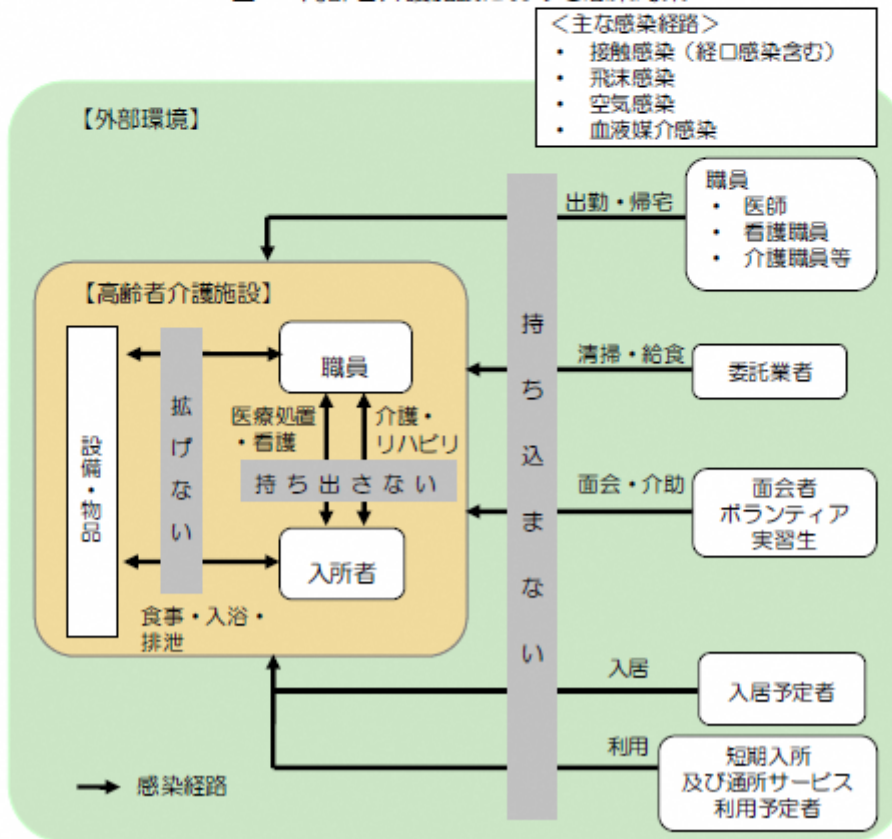 ＜主な感染経路＞
・ 接触感染（経口感染含む）
・ 飛沫感染
・ 空気感染
・ 血液媒介感染
【外部環境】
出勤・帰宅
職員
・ 医師
・ 看護職員
・ 介護職員等
【高齢者介護施設】
持ち込まない
職員
清掃・給食
委託業者
拡げない
医療処置
・看護
介護・
リハビリ
設備・物品
持ち出さない
面会・介助
面会者
ボランティア
実習生
入所者
食事・入浴・
排泄
入居
入居予定者
利用
短期入所
及び通所サービス
利用予定者
感染経路